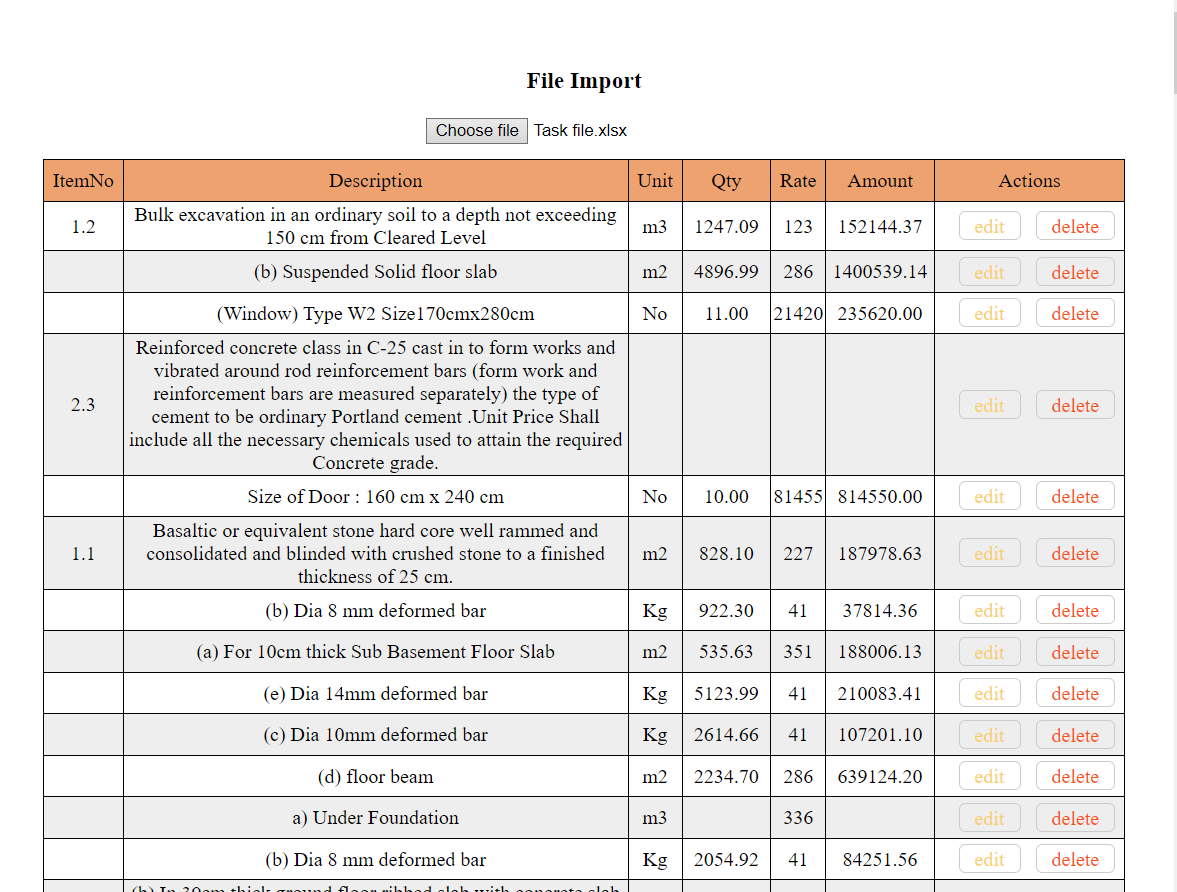 File Import
Choose file Task file.xlsx
ItemNo Description Unit Qty Rate Amount Actions
1.2 Bulk excavation in an ordinary soil to a depth not exceeding
150 cm from Cleared Level m3 1247.09 123 152144.37 edit delete
(b) Suspended Solid floor slab m2 4896.99 286 1400539.14 edit delete
(Window) Type W2 Size170cmx280cm No 11.00 21420 235620.00 edit delete
2.3 Reinforced concrete class in C-25 cast in to form works and
vibrated around rod reinforcement bars (form work and
reinforcement bars are measured separately) the type of
cement to be ordinary Portland cement .Unit Price Shall
include all the necessary chemicals used to attain the required
Concrete grade. edit delete
Size of Door : 160 cm x 240 cm No 10.00 81455 814550.00 edit delete
1.1 Basaltic or equivalent stone hard core well rammed and
consolidated and blinded with crushed stone to a finished
thickness of 25 cm. m2 828.10 227 187978.63 edit delete
(b) Dia 8 mm deformed bar Kg 922.30 41 37814.36 edit delete
(a) For 10cm thick Sub Basement Floor Slab m2 535.63 351 188006.13 edit delete
(e) Dia 14mm deformed bar Kg 5123.99 41 210083.41 edit delete
(c) Dia 10mm deformed bar Kg 2614.66 41 107201.10 edit delete
(d) floor beam m2 2234.70 286 639124.20 edit delete
a) Under Foundation m3 336 edit delete
(b) Dia 8 mm deformed bar Kg 2054.92 41 84251.56 edit delete
(b) In 30cm thick ground floor ribbed slab with concrete slab